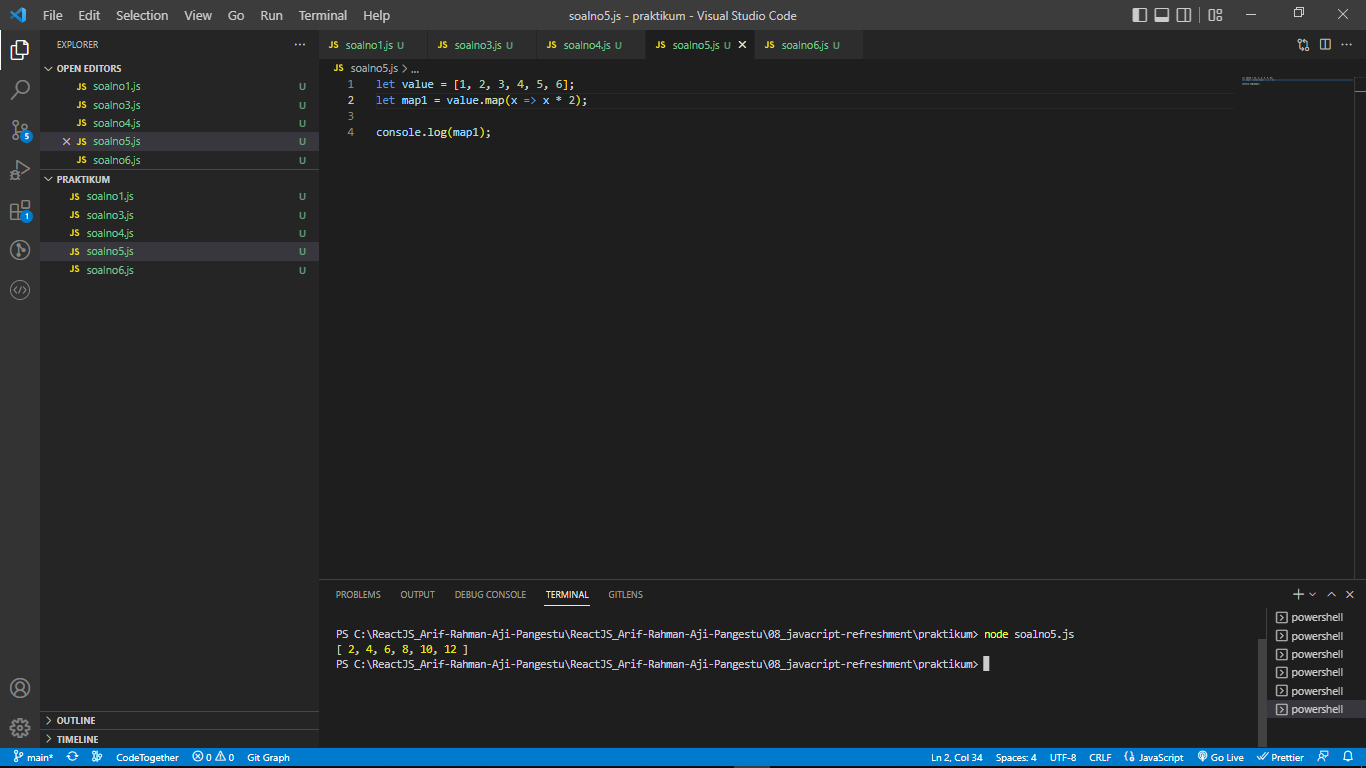 File Edit Selection View Go Run Terminal Help
soalno5.js - praktikum - Visual Studio Code
EXPLORER ...
OPEN EDITORS
JS soalno1.js U
JS soalno3.js U
JS soalno4.js U
JS soalno5.js U
JS soalno6.js U
PRAKTIKUM
JS soalno1.js U
JS soalno3.js U
JS soalno4.js U
JS soalno5.js U
JS soalno6.js U
5
1
OUTLINE
TIMELINE
JS soalno1.js U JS soalno3.js U JS soalno4.js U JS soalno5.js U JS soalno6.js U
JS soalno5.js > ...
1 let value = [1, 2, 3, 4, 5, 6];
2 let map1 = value.map(x => x * 2);
3
4 console.log(map1);
PROBLEMS OUTPUT DEBUG CONSOLE TERMINAL GITLENS
PS C:\ReactJS_Arif-Rahman-Aji-Pangestu\ReactJS_Arif-Rahman-Aji-Pangestu\08_javacript-refreshment\praktikum> node soalno5.js
[ 2, 4, 6, 8, 10, 12 ]
PS C:\ReactJS_Arif-Rahman-Aji-Pangestu\ReactJS_Arif-Rahman-Aji-Pangestu\08_javacript-refreshment\praktikum>
powershell
powershell
powershell
powershell
powershell
powershell
main* CodeTogether 0 0 Git Graph
Ln 2, Col 34 Spaces: 4 UTF-8 CRLF JavaScript Go Live Prettier